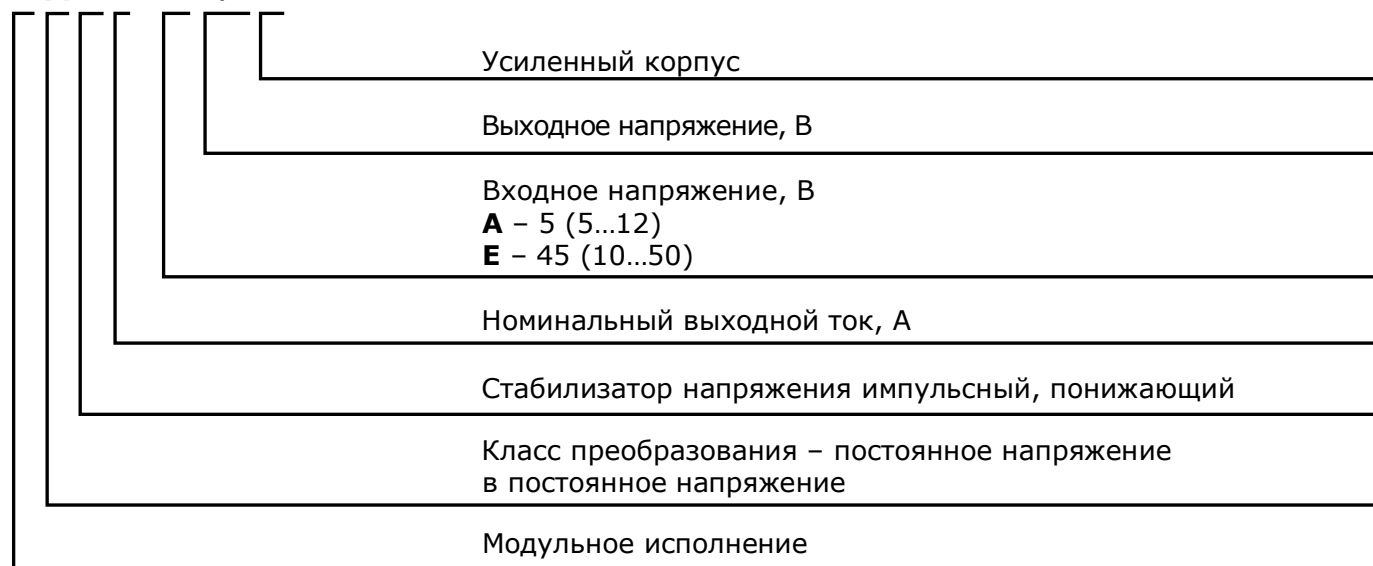 Усиленный корпус
Выходное напряжение, В
Входное напряжение, В
А – 5 (5…12)
Е – 45 (10…50)
Номинальный выходной ток, А
Стабилизатор напряжения импульсный, понижающий
Класс преобразования – постоянное напряжение
в постоянное напряжение
Модульное исполнение